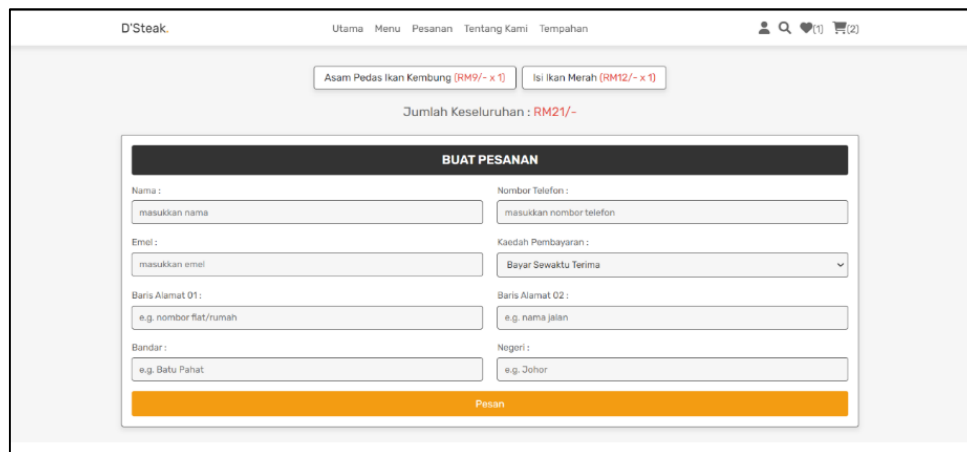 D'Steak.
Utama Menu Pesanan Tentang Kami Tempahan
(1) (2)
Asam Pedas Ikan Kembung (RM9/- x 1) Isi Ikan Merah (RM12/- x 1)
Jumlah Keseluruhan : RM21/-
BUAT PESANAN
Nama : Nombor Telefon :
masukkan nama masukkan nombor telefon
Emel : Kaedah Pembayaran :
masukkan emel Bayar Sewaktu Terima
Baris Alamat 01 : Baris Alamat 02 :
e.g. nombor flat/rumah e.g. nama jalan
Bandar : Negeri :
e.g. Batu Pahat e.g. Johor
Pesan